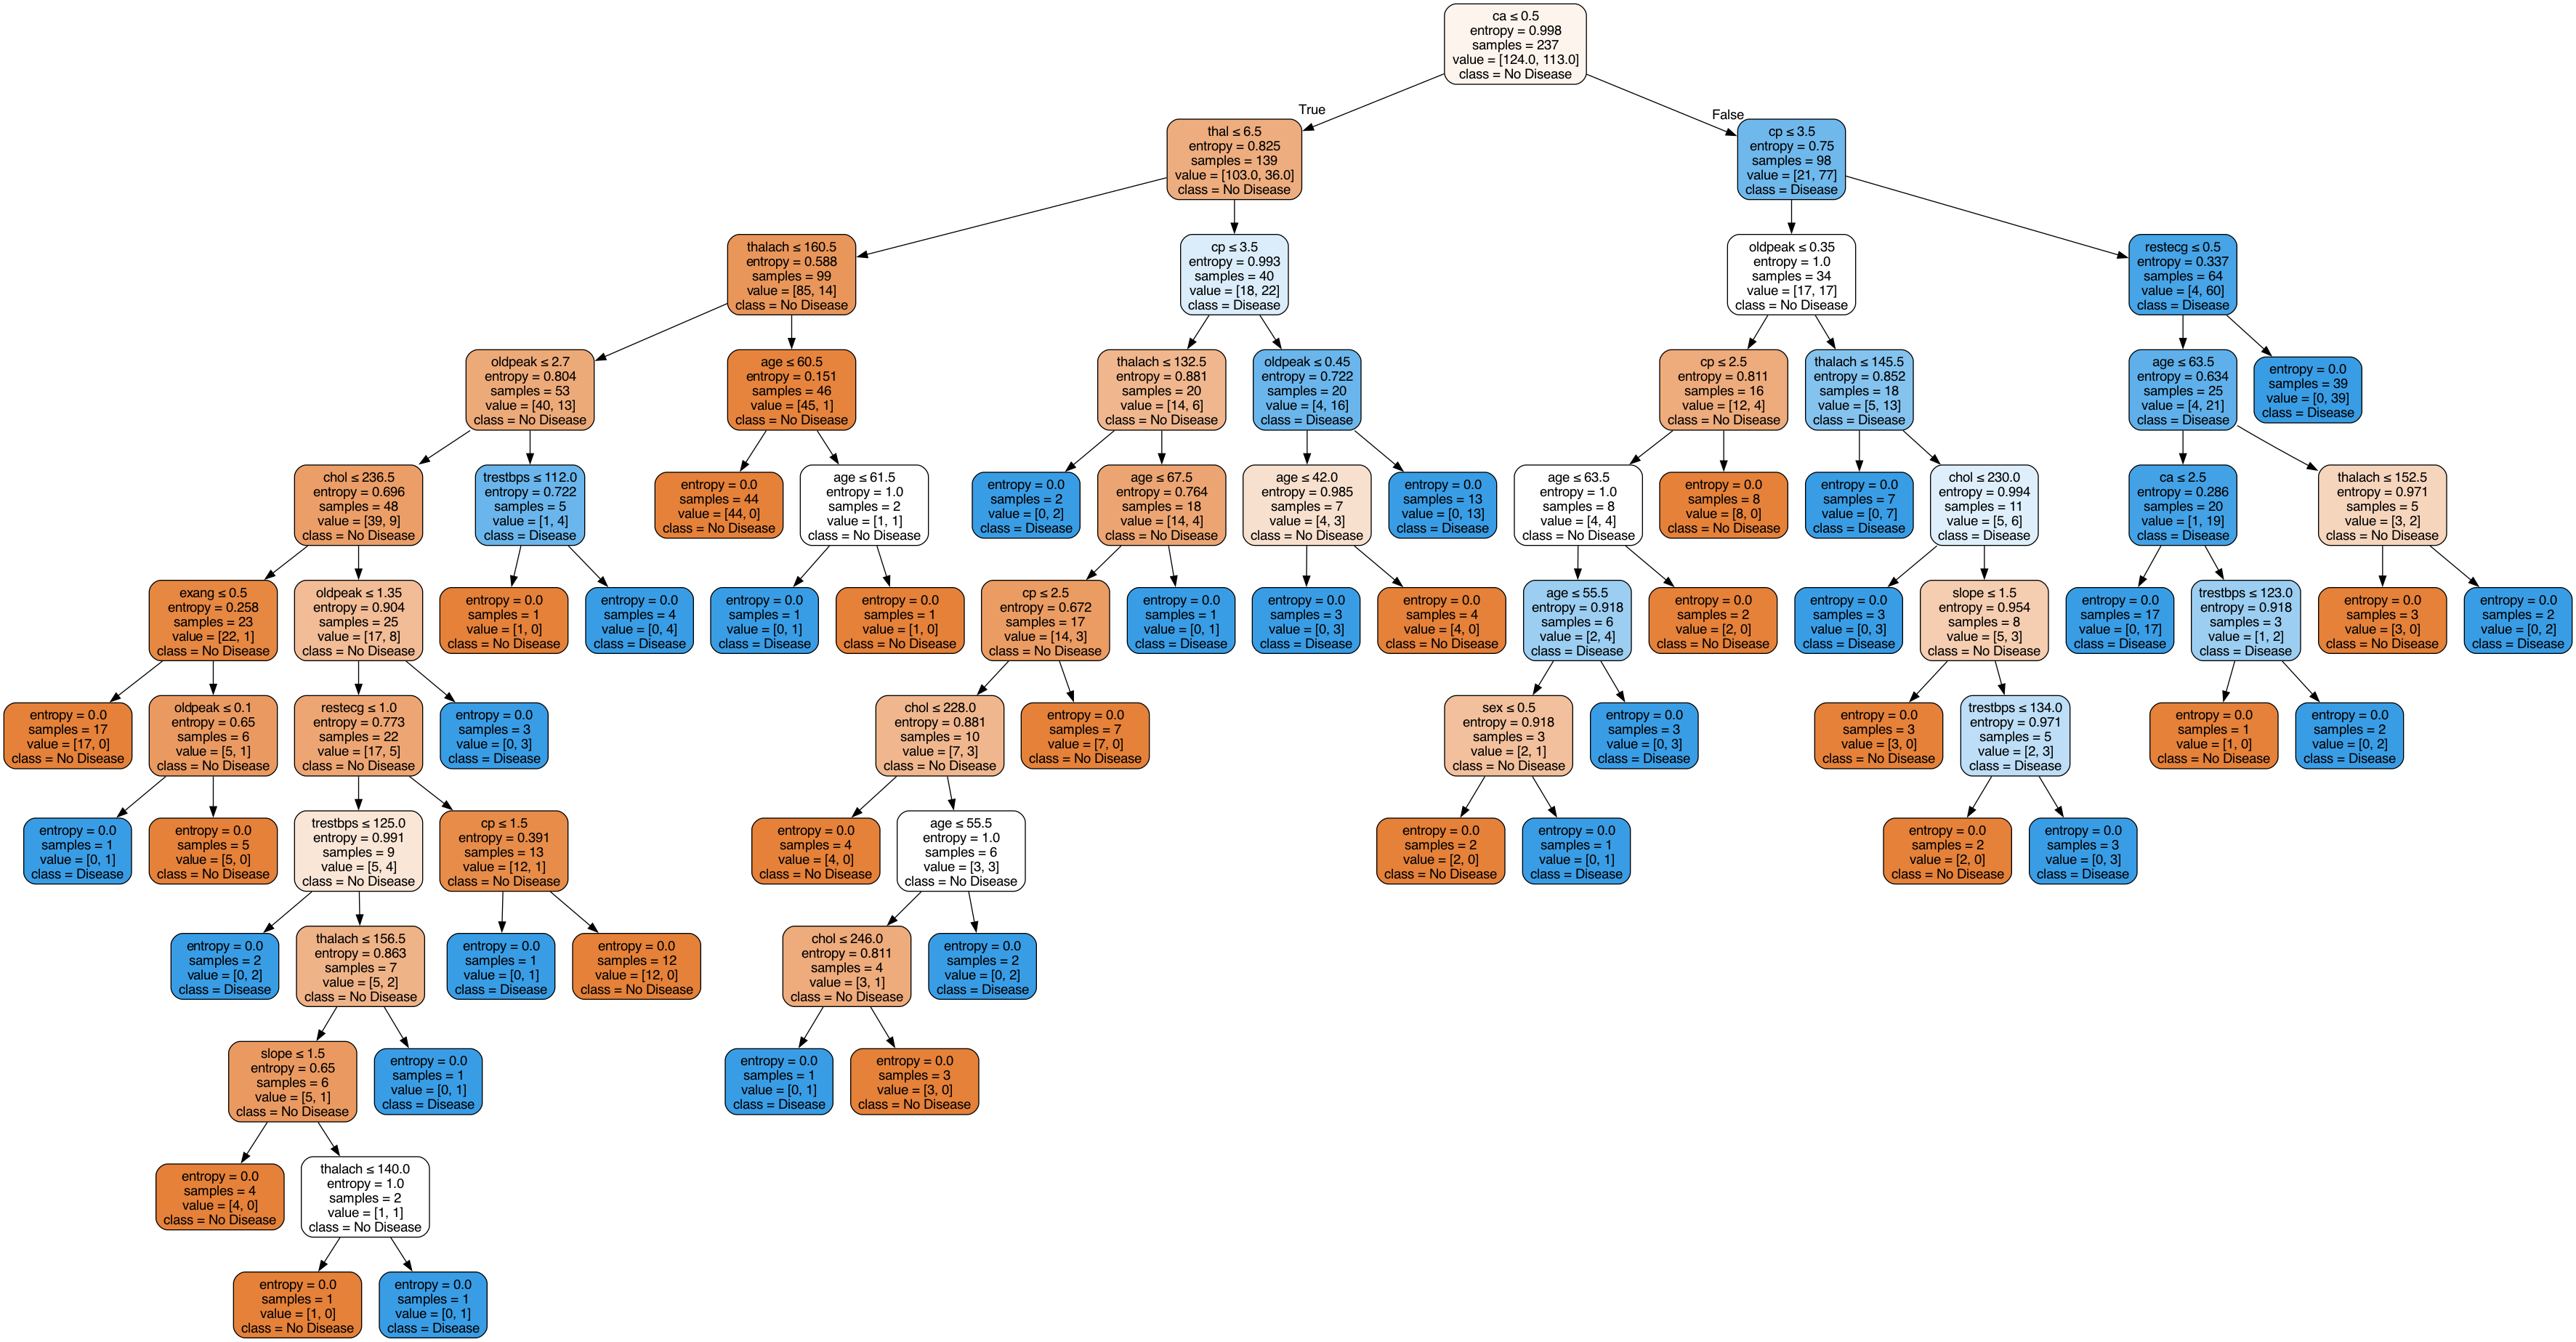 ca ≤ 0.5
entropy = 0.998
samples = 237
value = [124.0, 113.0]
class = No Disease
True
False
thal ≤ 6.5
entropy = 0.825
samples = 139
value = [103.0, 36.0]
class = No Disease
cp ≤ 3.5
entropy = 0.75
samples = 98
value = [21, 77]
class = Disease
thalach ≤ 160.5
entropy = 0.588
samples = 99
value = [85, 14]
class = No Disease
cp ≤ 3.5
entropy = 0.993
samples = 40
value = [18, 22]
class = Disease
oldpeak ≤ 0.35
entropy = 1.0
samples = 34
value = [17, 17]
class = No Disease
restecg ≤ 0.5
entropy = 0.337
samples = 64
value = [4, 60]
class = Disease
oldpeak ≤ 2.7
entropy = 0.804
samples = 53
value = [40, 13]
class = No Disease
age ≤ 60.5
entropy = 0.151
samples = 46
value = [45, 1]
class = No Disease
thalach ≤ 132.5
entropy = 0.881
samples = 20
value = [14, 6]
class = No Disease
oldpeak ≤ 0.45
entropy = 0.722
samples = 20
value = [4, 16]
class = Disease
cp ≤ 2.5
entropy = 0.811
samples = 16
value = [12, 4]
class = No Disease
thalach ≤ 145.5
entropy = 0.852
samples = 18
value = [5, 13]
class = Disease
age ≤ 63.5
entropy = 0.634
samples = 25
value = [4, 21]
class = Disease
entropy = 0.0
samples = 39
value = [0, 39]
class = Disease
chol ≤ 236.5
entropy = 0.696
samples = 48
value = [39, 9]
class = No Disease
trestbps ≤ 112.0
entropy = 0.722
samples = 5
value = [1, 4]
class = Disease
entropy = 0.0
samples = 44
value = [44, 0]
class = No Disease
age ≤ 61.5
entropy = 1.0
samples = 2
value = [1, 1]
class = No Disease
entropy = 0.0
samples = 2
value = [0, 2]
class = Disease
age ≤ 67.5
entropy = 0.764
samples = 18
value = [14, 4]
class = No Disease
age ≤ 42.0
entropy = 0.985
samples = 7
value = [4, 3]
class = No Disease
entropy = 0.0
samples = 13
value = [0, 13]
class = Disease
age ≤ 63.5
entropy = 1.0
samples = 8
value = [4, 4]
class = No Disease
entropy = 0.0
samples = 8
value = [8, 0]
class = No Disease
entropy = 0.0
samples = 7
value = [0, 7]
class = Disease
chol ≤ 230.0
entropy = 0.994
samples = 11
value = [5, 6]
class = Disease
ca ≤ 2.5
entropy = 0.286
samples = 20
value = [1, 19]
class = Disease
thalach ≤ 152.5
entropy = 0.971
samples = 5
value = [3, 2]
class = No Disease
exang ≤ 0.5
entropy = 0.258
samples = 23
value = [22, 1]
class = No Disease
oldpeak ≤ 1.35
entropy = 0.904
samples = 25
value = [17, 8]
class = No Disease
entropy = 0.0
samples = 1
value = [1, 0]
class = No Disease
entropy = 0.0
samples = 4
value = [0, 4]
class = Disease
entropy = 0.0
samples = 1
value = [0, 1]
class = Disease
entropy = 0.0
samples = 1
value = [1, 0]
class = No Disease
cp ≤ 2.5
entropy = 0.672
samples = 17
value = [14, 3]
class = No Disease
entropy = 0.0
samples = 1
value = [0, 1]
class = Disease
entropy = 0.0
samples = 3
value = [0, 3]
class = Disease
entropy = 0.0
samples = 4
value = [4, 0]
class = No Disease
age ≤ 55.5
entropy = 0.918
samples = 6
value = [2, 4]
class = Disease
entropy = 0.0
samples = 2
value = [2, 0]
class = No Disease
entropy = 0.0
samples = 3
value = [0, 3]
class = Disease
slope ≤ 1.5
entropy = 0.954
samples = 8
value = [5, 3]
class = No Disease
entropy = 0.0
samples = 17
value = [0, 17]
class = Disease
trestbps ≤ 123.0
entropy = 0.918
samples = 3
value = [1, 2]
class = Disease
entropy = 0.0
samples = 3
value = [3, 0]
class = No Disease
entropy = 0.0
samples = 2
value = [0, 2]
class = Disease
entropy = 0.0
samples = 17
value = [17, 0]
class = No Disease
oldpeak ≤ 0.1
entropy = 0.65
samples = 6
value = [5, 1]
class = No Disease
restecg ≤ 1.0
entropy = 0.773
samples = 22
value = [17, 5]
class = No Disease
entropy = 0.0
samples = 3
value = [0, 3]
class = Disease
chol ≤ 228.0
entropy = 0.881
samples = 10
value = [7, 3]
class = No Disease
entropy = 0.0
samples = 7
value = [7, 0]
class = No Disease
sex ≤ 0.5
entropy = 0.918
samples = 3
value = [2, 1]
class = No Disease
entropy = 0.0
samples = 3
value = [0, 3]
class = Disease
entropy = 0.0
samples = 3
value = [3, 0]
class = No Disease
trestbps ≤ 134.0
entropy = 0.971
samples = 5
value = [2, 3]
class = Disease
entropy = 0.0
samples = 1
value = [1, 0]
class = No Disease
entropy = 0.0
samples = 2
value = [0, 2]
class = Disease
entropy = 0.0
samples = 1
value = [0, 1]
class = Disease
entropy = 0.0
samples = 5
value = [5, 0]
class = No Disease
trestbps ≤ 125.0
entropy = 0.991
samples = 9
value = [5, 4]
class = No Disease
cp ≤ 1.5
entropy = 0.391
samples = 13
value = [12, 1]
class = No Disease
entropy = 0.0
samples = 4
value = [4, 0]
class = No Disease
age ≤ 55.5
entropy = 1.0
samples = 6
value = [3, 3]
class = No Disease
entropy = 0.0
samples = 2
value = [2, 0]
class = No Disease
entropy = 0.0
samples = 1
value = [0, 1]
class = Disease
entropy = 0.0
samples = 2
value = [2, 0]
class = No Disease
entropy = 0.0
samples = 3
value = [0, 3]
class = Disease
entropy = 0.0
samples = 2
value = [0, 2]
class = Disease
thalach ≤ 156.5
entropy = 0.863
samples = 7
value = [5, 2]
class = No Disease
entropy = 0.0
samples = 1
value = [0, 1]
class = Disease
entropy = 0.0
samples = 12
value = [12, 0]
class = No Disease
chol ≤ 246.0
entropy = 0.811
samples = 4
value = [3, 1]
class = No Disease
entropy = 0.0
samples = 2
value = [0, 2]
class = Disease
slope ≤ 1.5
entropy = 0.65
samples = 6
value = [5, 1]
class = No Disease
entropy = 0.0
samples = 1
value = [0, 1]
class = Disease
entropy = 0.0
samples = 1
value = [0, 1]
class = Disease
entropy = 0.0
samples = 3
value = [3, 0]
class = No Disease
entropy = 0.0
samples = 4
value = [4, 0]
class = No Disease
thalach ≤ 140.0
entropy = 1.0
samples = 2
value = [1, 1]
class = No Disease
entropy = 0.0
samples = 1
value = [1, 0]
class = No Disease
entropy = 0.0
samples = 1
value = [0, 1]
class = Disease